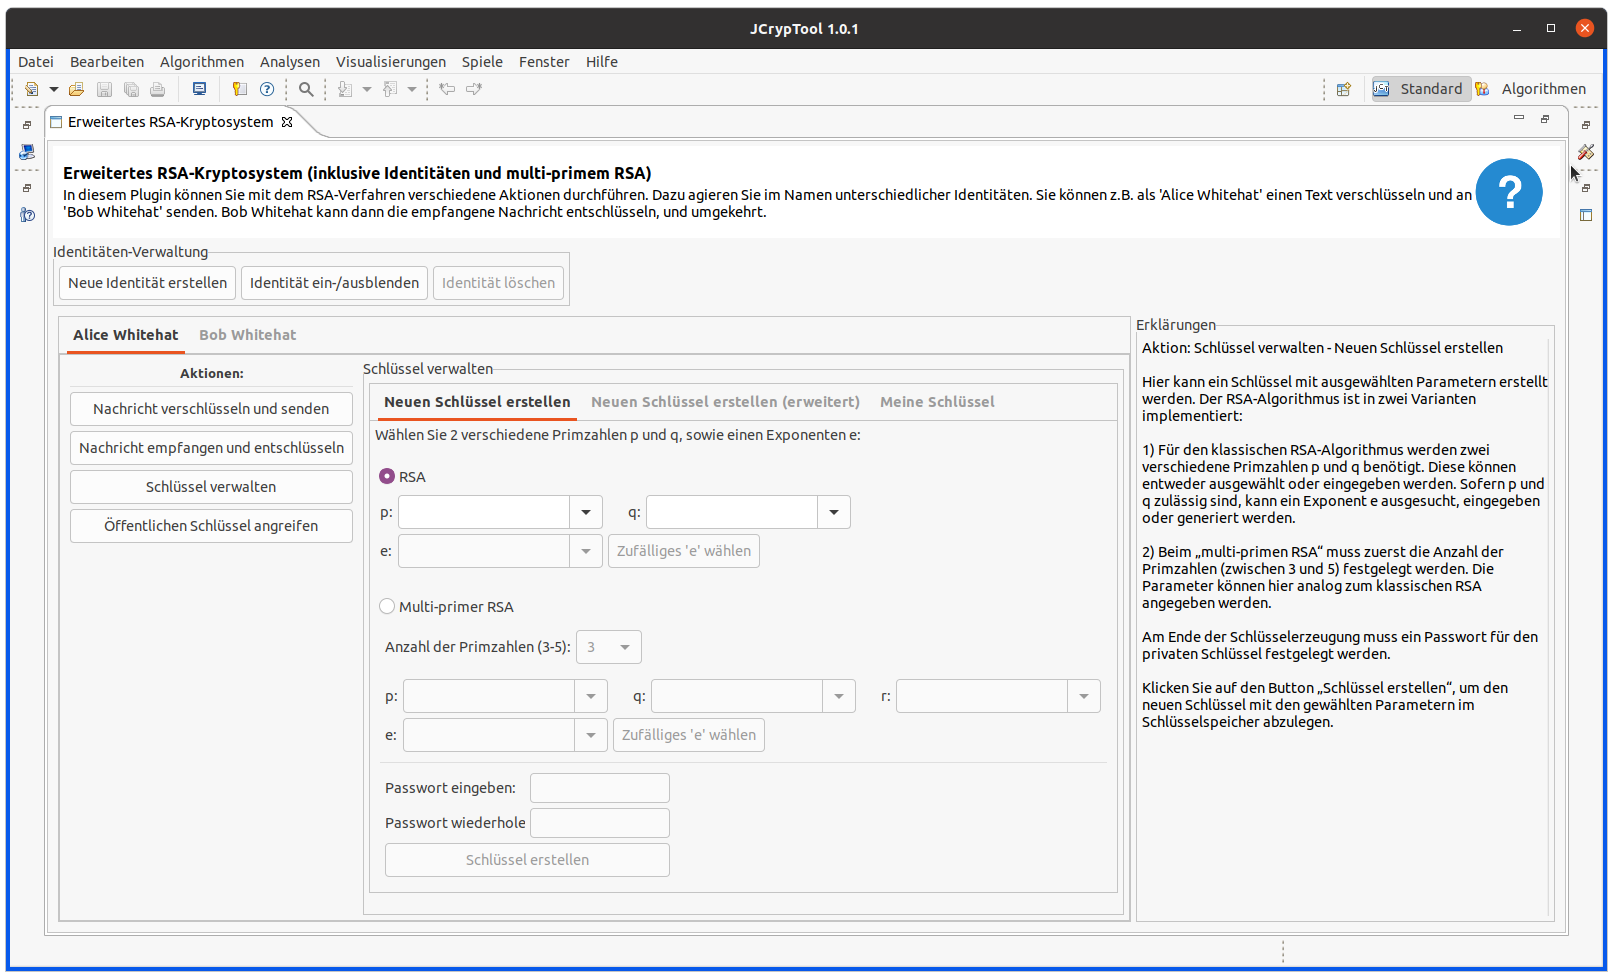 JCrypTool 1.0.1
Datei Bearbeiten Algorithmen Analysen Visualisierungen Spiele Fenster Hilfe
Standard Algorithmen
Erweitertes RSA-Kryptosystem
Erweitertes RSA-Kryptosystem (inklusive Identitäten und multi-primem RSA)
In diesem Plugin können Sie mit dem RSA-Verfahren verschiedene Aktionen durchführen. Dazu agieren Sie im Namen unterschiedlicher Identitäten. Sie können z.B. als 'Alice Whitehat' einen Text verschlüsseln und an
'Bob Whitehat' senden. Bob Whitehat kann dann die empfangene Nachricht entschlüsseln, und umgekehrt.
Identitäten-Verwaltung
Neue Identität erstellen Identität ein-/ausblenden Identität löschen
Alice Whitehat Bob Whitehat
Aktionen:
Nachricht verschlüsseln und senden
Nachricht empfangen und entschlüsseln
Schlüssel verwalten
Öffentlichen Schlüssel angreifen
Schlüssel verwalten
Neuen Schlüssel erstellen Neuen Schlüssel erstellen (erweitert) Meine Schlüssel
Wählen Sie 2 verschiedene Primzahlen p und q, sowie einen Exponenten e:
RSA
p: q:
e: Zufälliges 'e' wählen
Multi-primer RSA
Anzahl der Primzahlen (3-5): 3
p: q: r:
e: Zufälliges 'e' wählen
Passwort eingeben:
Passwort wiederhole
Schlüssel erstellen
Erklärungen
Aktion: Schlüssel verwalten - Neuen Schlüssel erstellen
Hier kann ein Schlüssel mit ausgewählten Parametern erstellt
werden. Der RSA-Algorithmus ist in zwei Varianten
implementiert:
1) Für den klassischen RSA-Algorithmus werden zwei
verschiedene Primzahlen p und q benötigt. Diese können
entweder ausgewählt oder eingegeben werden. Sofern p und
q zulässig sind, kann ein Exponent e ausgesucht, eingegeben
oder generiert werden.
2) Beim „multi-primen RSA“ muss zuerst die Anzahl der
Primzahlen (zwischen 3 und 5) festgelegt werden. Die
Parameter können hier analog zum klassischen RSA
angegeben werden.
Am Ende der Schlüsselerzeugung muss ein Passwort für den
privaten Schlüssel festgelegt werden.
Klicken Sie auf den Button „Schlüssel erstellen“, um den
neuen Schlüssel mit den gewählten Parametern im
Schlüsselspeicher abzulegen.